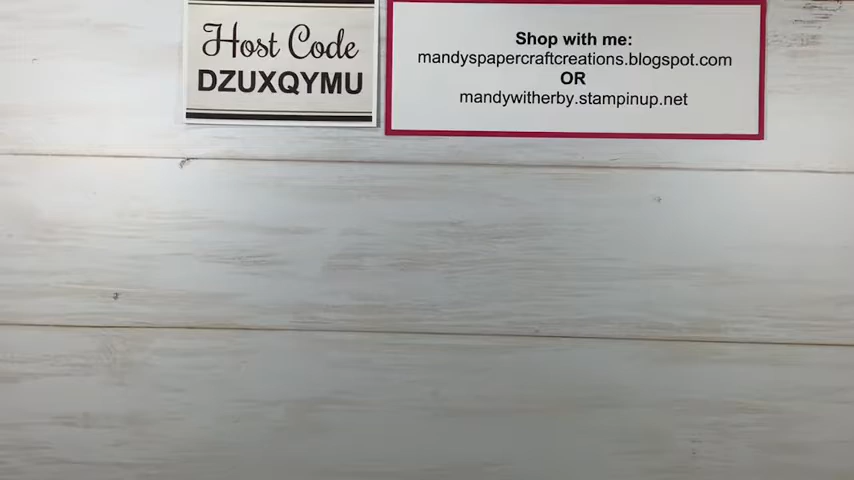 Host Code
DZUXQYMU
Shop with me:
mandyspapercraftcreations.blogspot.com
OR
mandywitherby.stampinup.net